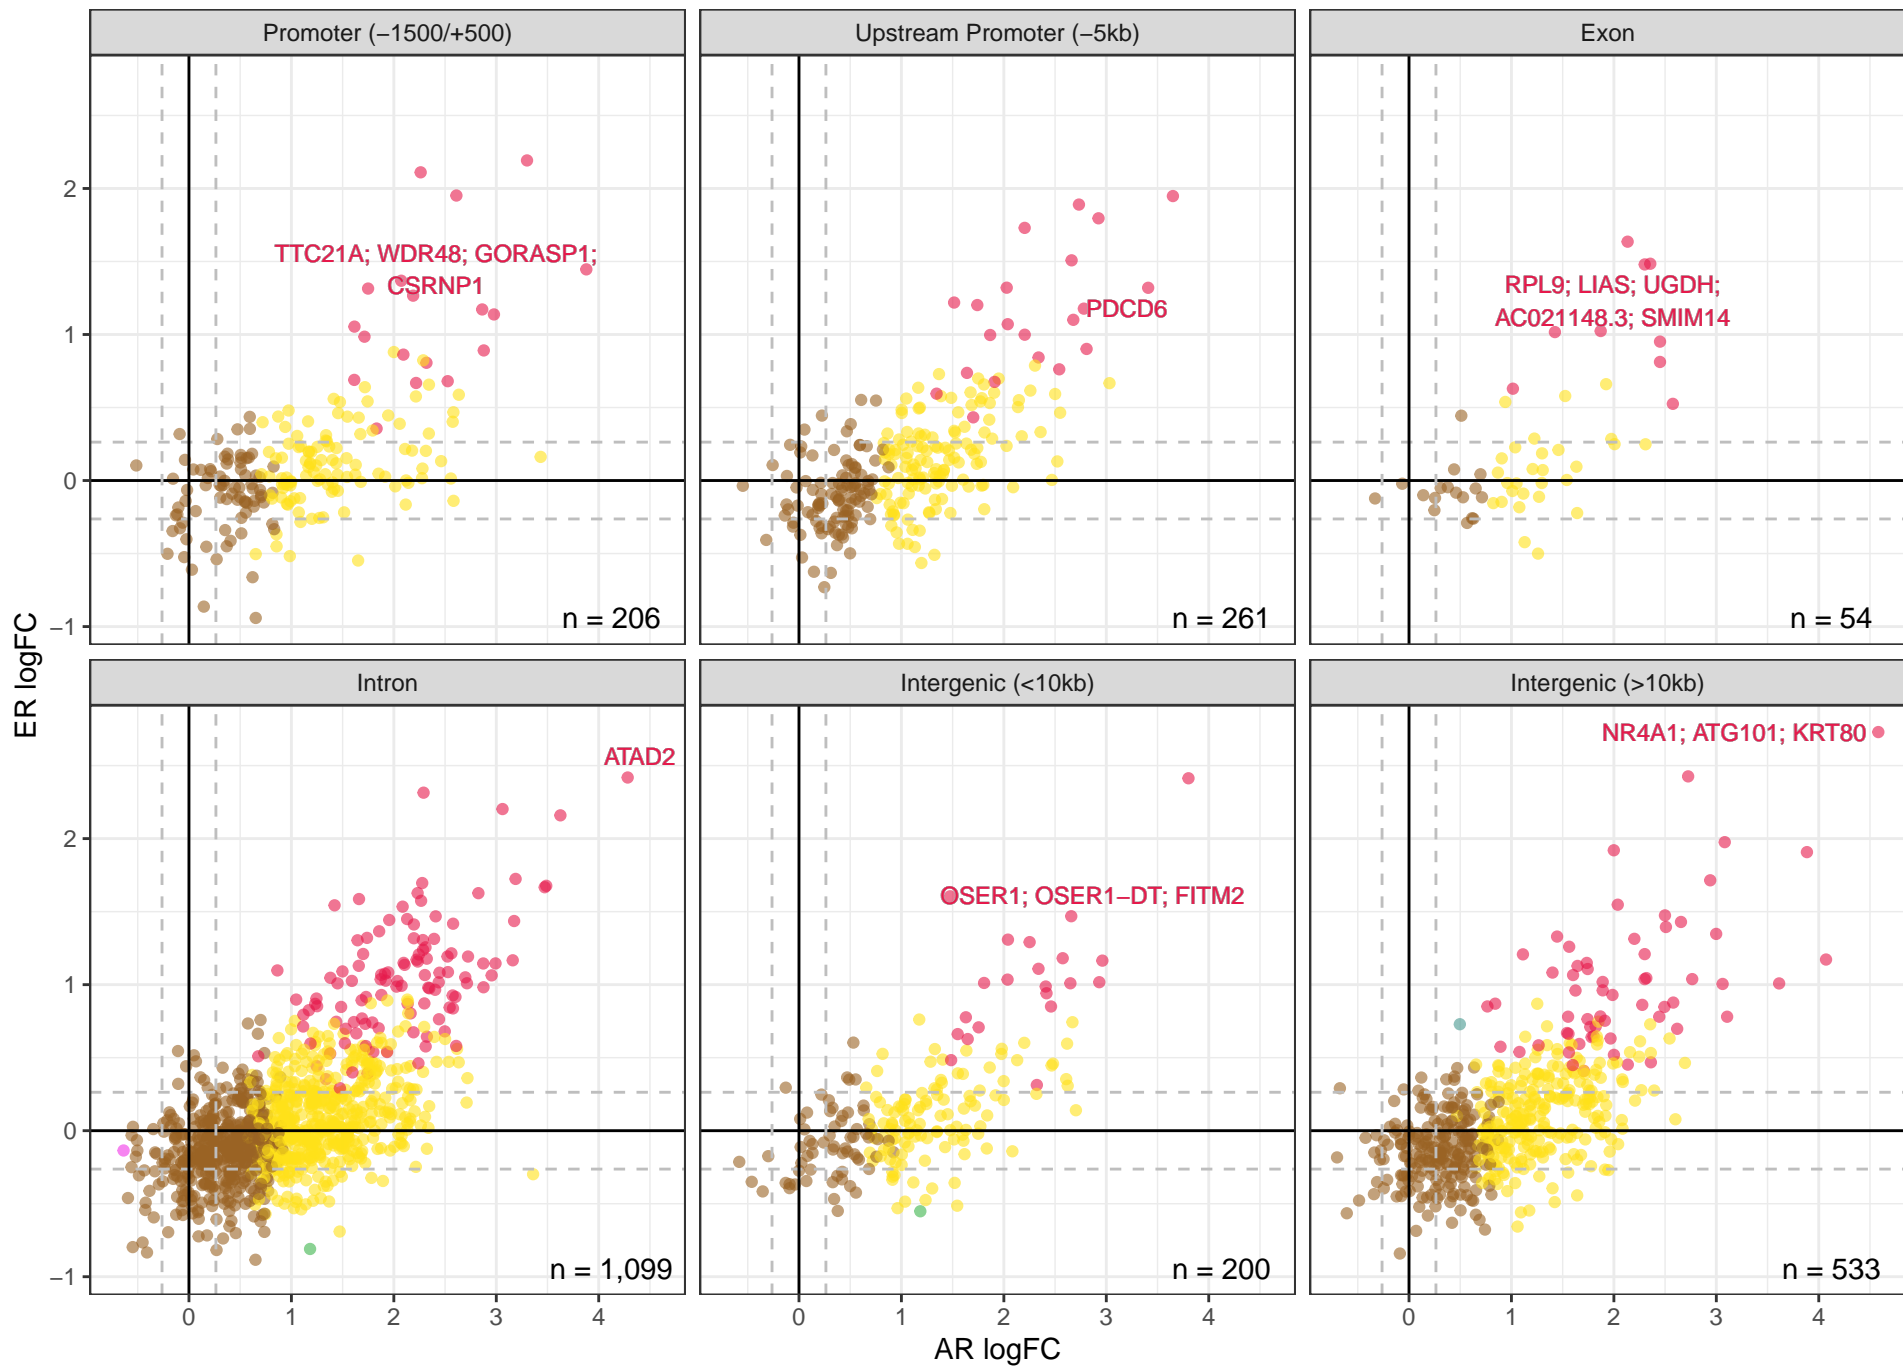 Promoter (−1500/+500)
Upstream Promoter (−5kb)
Exon
TTC21A; WDR48; GORASP1;
CSRNP1
PDCD6
RPL9; LIAS; UGDH;
AC021148.3; SMIM14
2
1
0
−1
n = 206
n = 261
n = 54
ER logFC
Intron
Intergenic (<10kb)
Intergenic (>10kb)
ATAD2
OSER1; OSER1−DT; FITM2
NR4A1; ATG101; KRT80
2
1
0
−1
n = 1,099
n = 200
n = 533
0 1 2 3 4
0 1 2 3 4
0 1 2 3 4
AR logFC